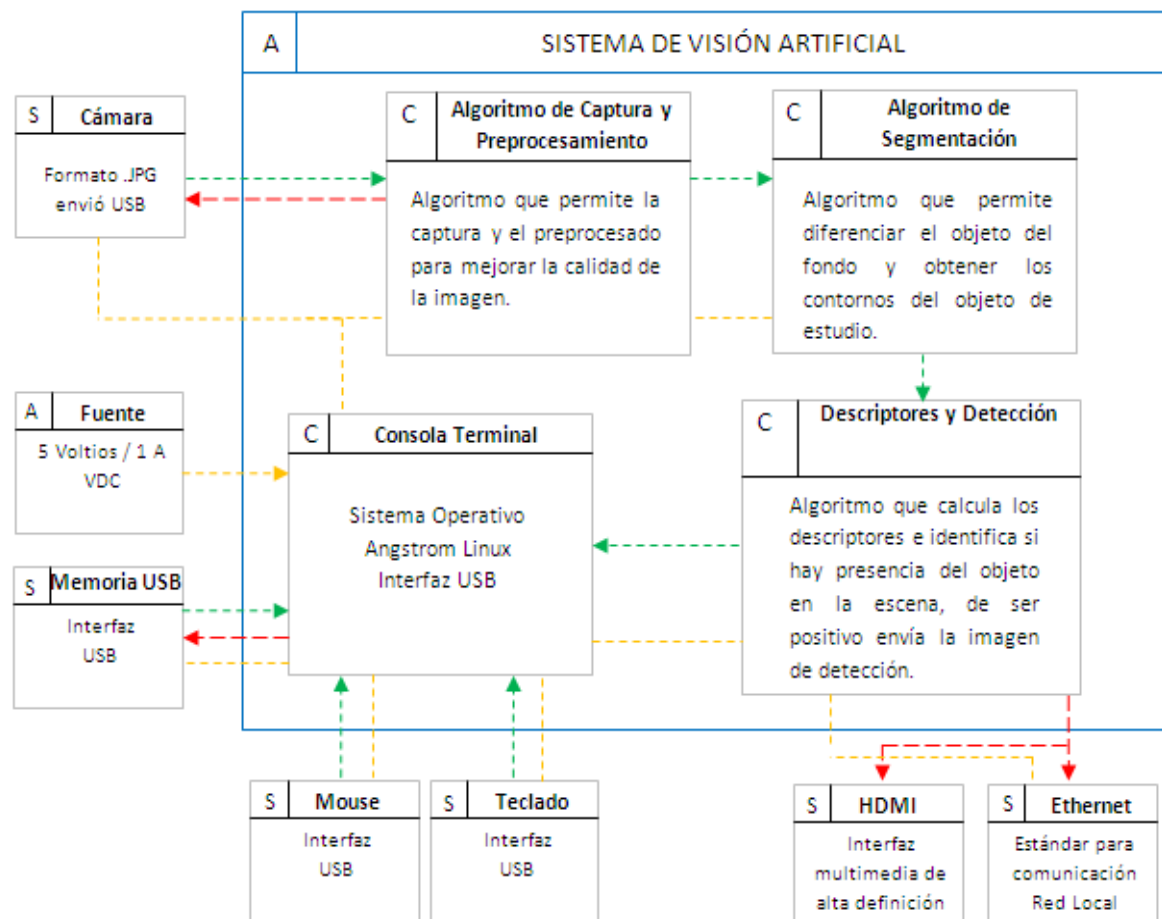 A
SISTEMA DE VISIÓN ARTIFICIAL
S
Cámara
Formato .JPG
envió USB
C
Algoritmo de Captura y
Preprocesamiento
Algoritmo que permite la
captura y el preprocesado
para mejorar la calidad de
la imagen.
C
Algoritmo de
Segmentación
Algoritmo que permite
diferenciar el objeto del
fondo y obtener los
contornos del objeto de
estudio.
A
Fuente
5 Voltios / 1 A
VDC
C
Consola Terminal
Sistema Operativo
Angstrom Linux
Interfaz USB
C
Descriptores y Detección
Algoritmo que calcula los
descriptores e identifica si
hay presencia del objeto
en la escena, de ser
positivo envía la imagen
de detección.
S
Memoria USB
Interfaz
USB
S
Mouse
Interfaz
USB
S
Teclado
Interfaz
USB
S
HDMI
Interfaz
multimedia de
alta definición
S
Ethernet
Estándar para
comunicación
Red Local